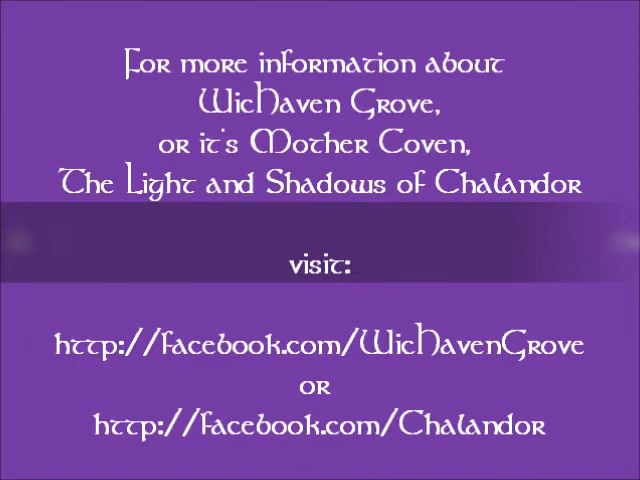 For more information about
WicHaven Grove,
or it's Mother Coven,
The Light and Shadows of Chalandor
visit:
http://facebook.com/WicHavenGrove
or
http://facebook.com/Chalandor